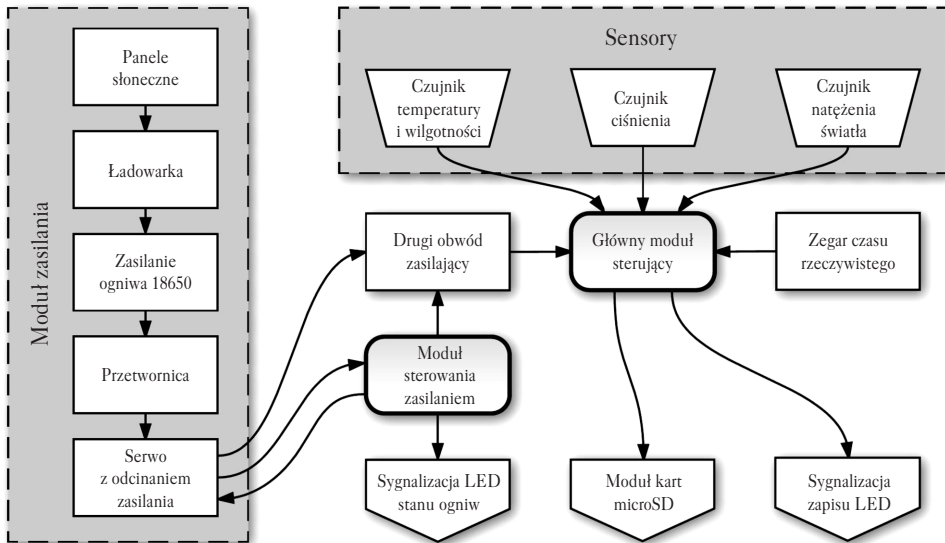 Moduł zasilania
Panele
słoneczne
Ładowarka
Zasilanie
ogniwa 18650
Przetwornica
Serwo
z odcinaniem
zasilania
Sensory
Czujnik
temperatury
i wilgotności
Czujnik
ciśnienia
Czujnik
natężenia
światła
Drugi obwód
zasilający
Główny moduł
sterujący
Zegar czasu
rzeczywistego
Moduł
sterowania
zasilaniem
Sygnalizacja LED
stanu ogniw
Moduł kart
microSD
Sygnalizacja
zapisu LED